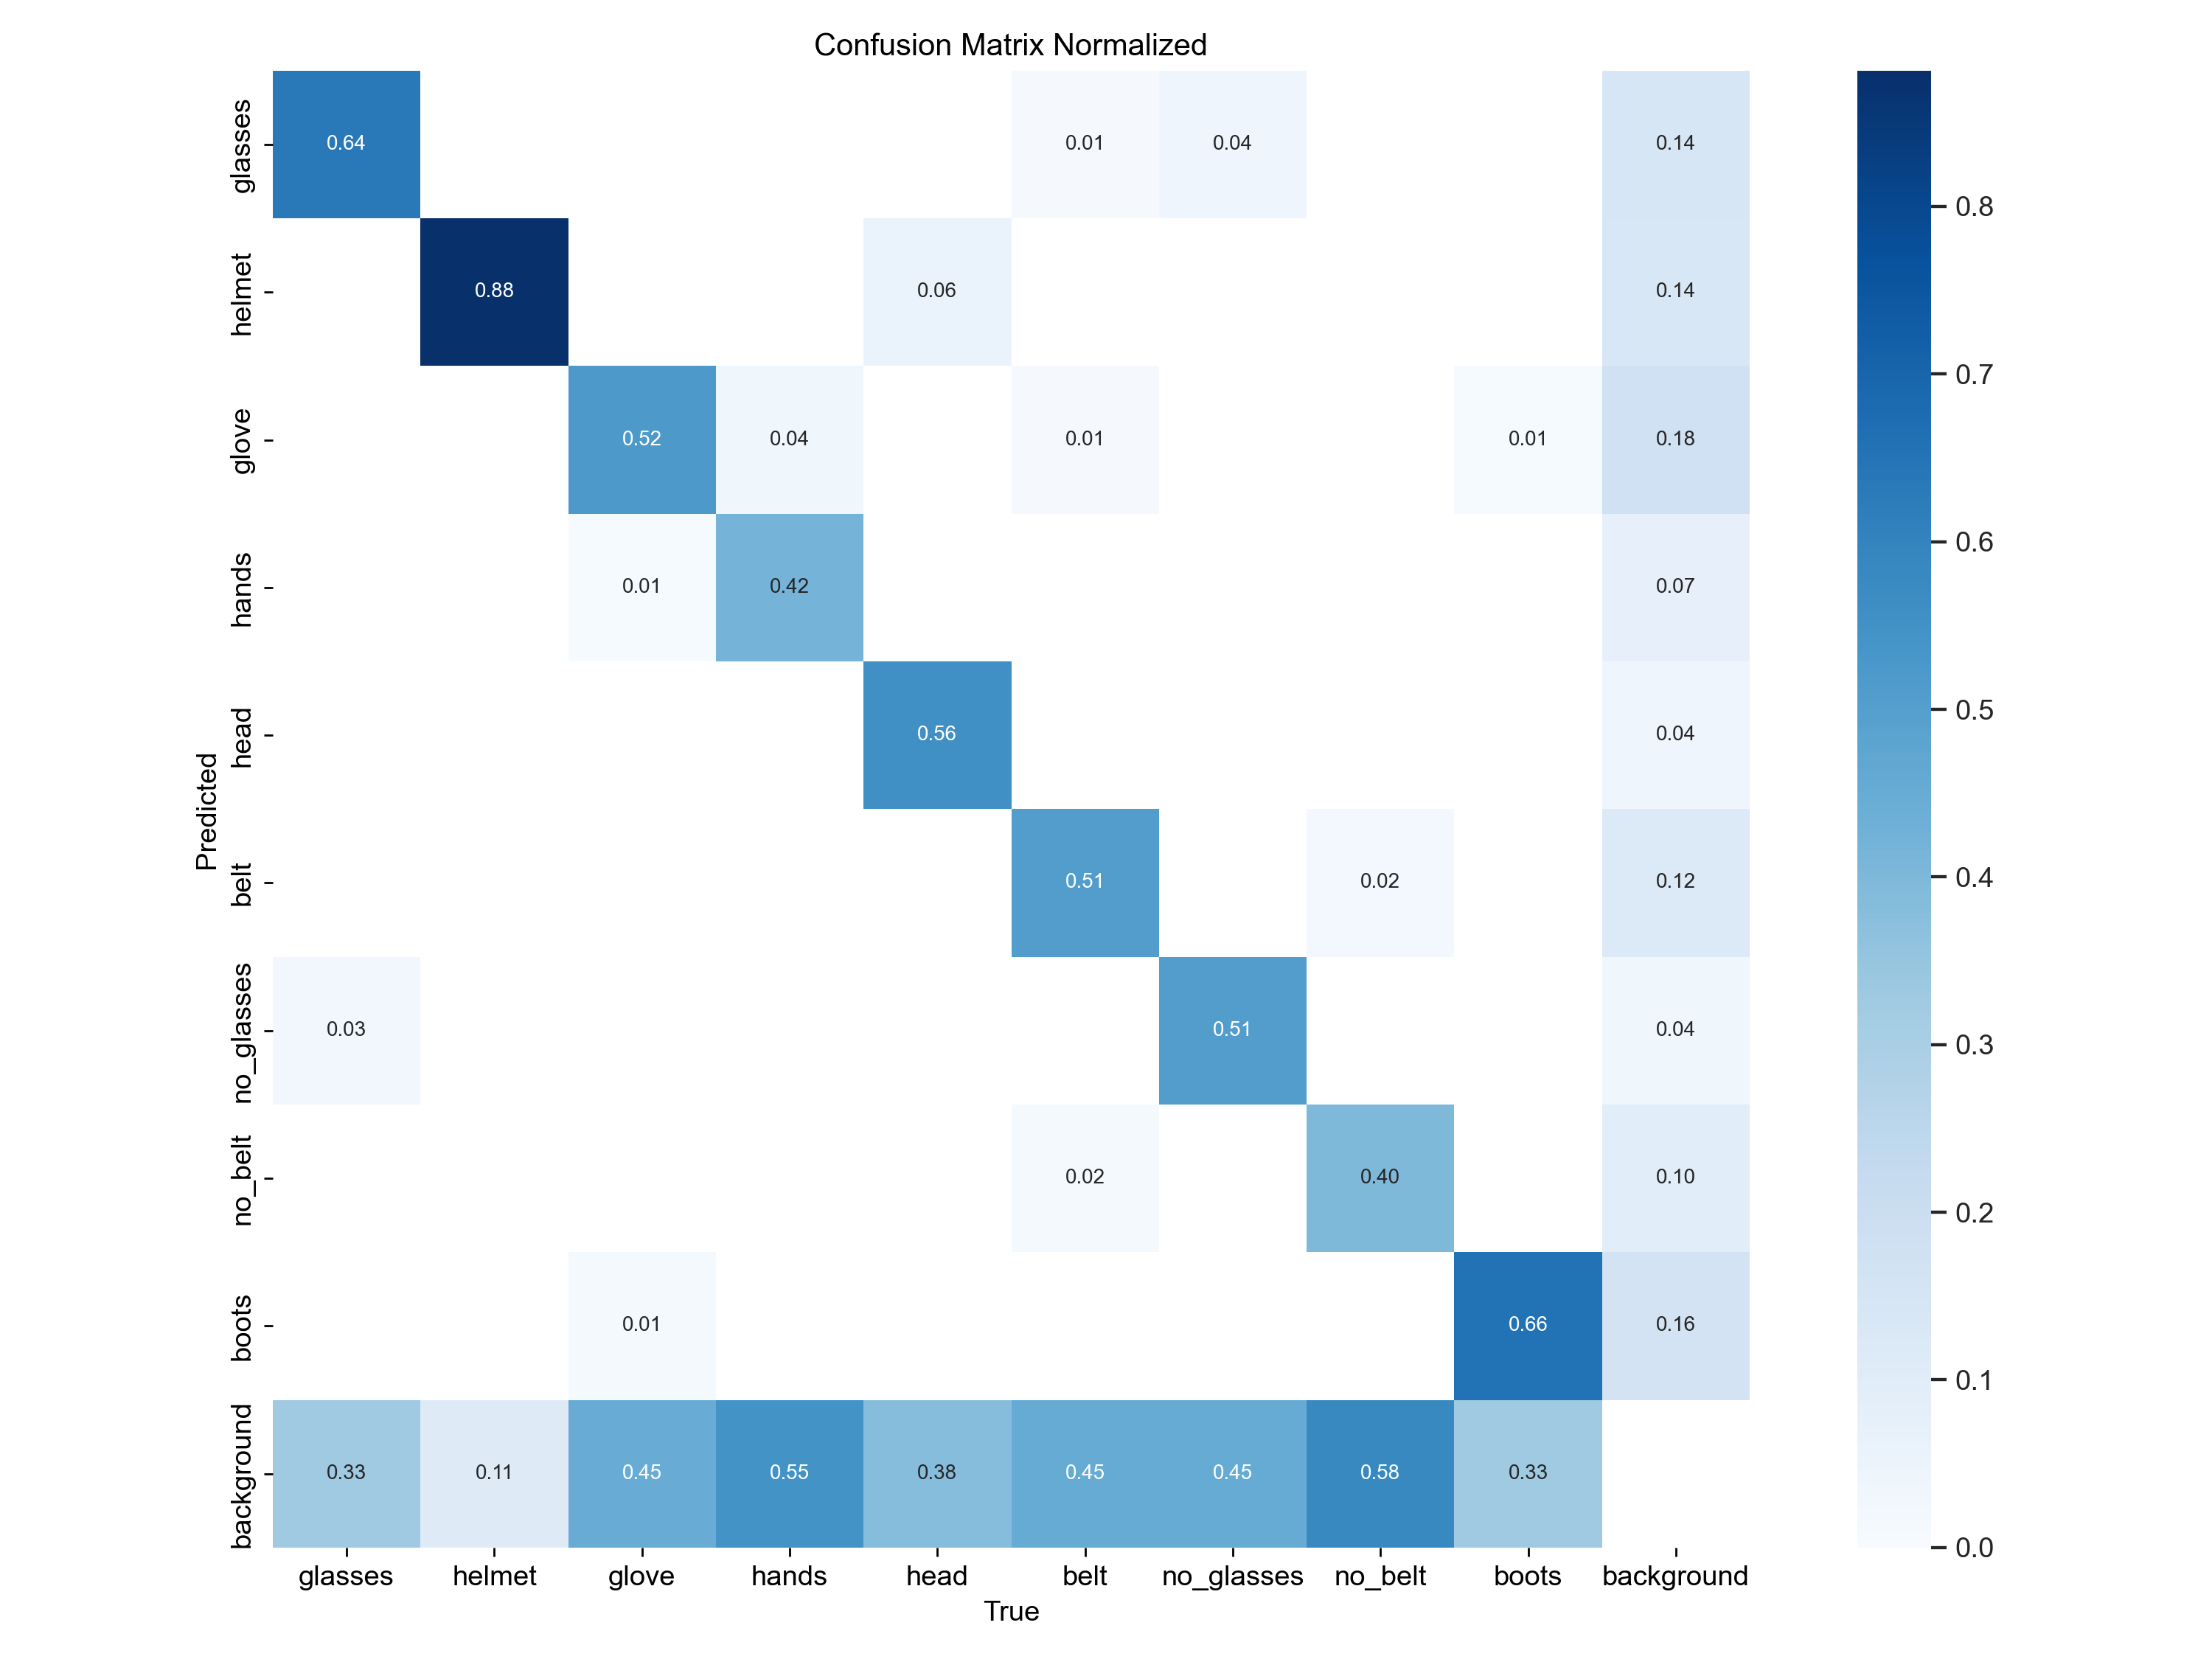 Confusion Matrix Normalized
glasses 0.64 0.01 0.04 0.14
helmet 0.88 0.06 0.14
glove 0.52 0.04 0.01 0.01 0.18
hands 0.01 0.42 0.07
head 0.56 0.04
belt 0.51 0.02 0.12
no_glasses 0.03 0.51 0.04
no_belt 0.02 0.40 0.10
boots 0.01 0.66 0.16
background 0.33 0.11 0.45 0.55 0.38 0.45 0.45 0.58 0.33
Predicted
glasses helmet glove hands head belt no_glasses no_belt boots background
True
0.8
0.7
0.6
0.5
0.4
0.3
0.2
0.1
0.0